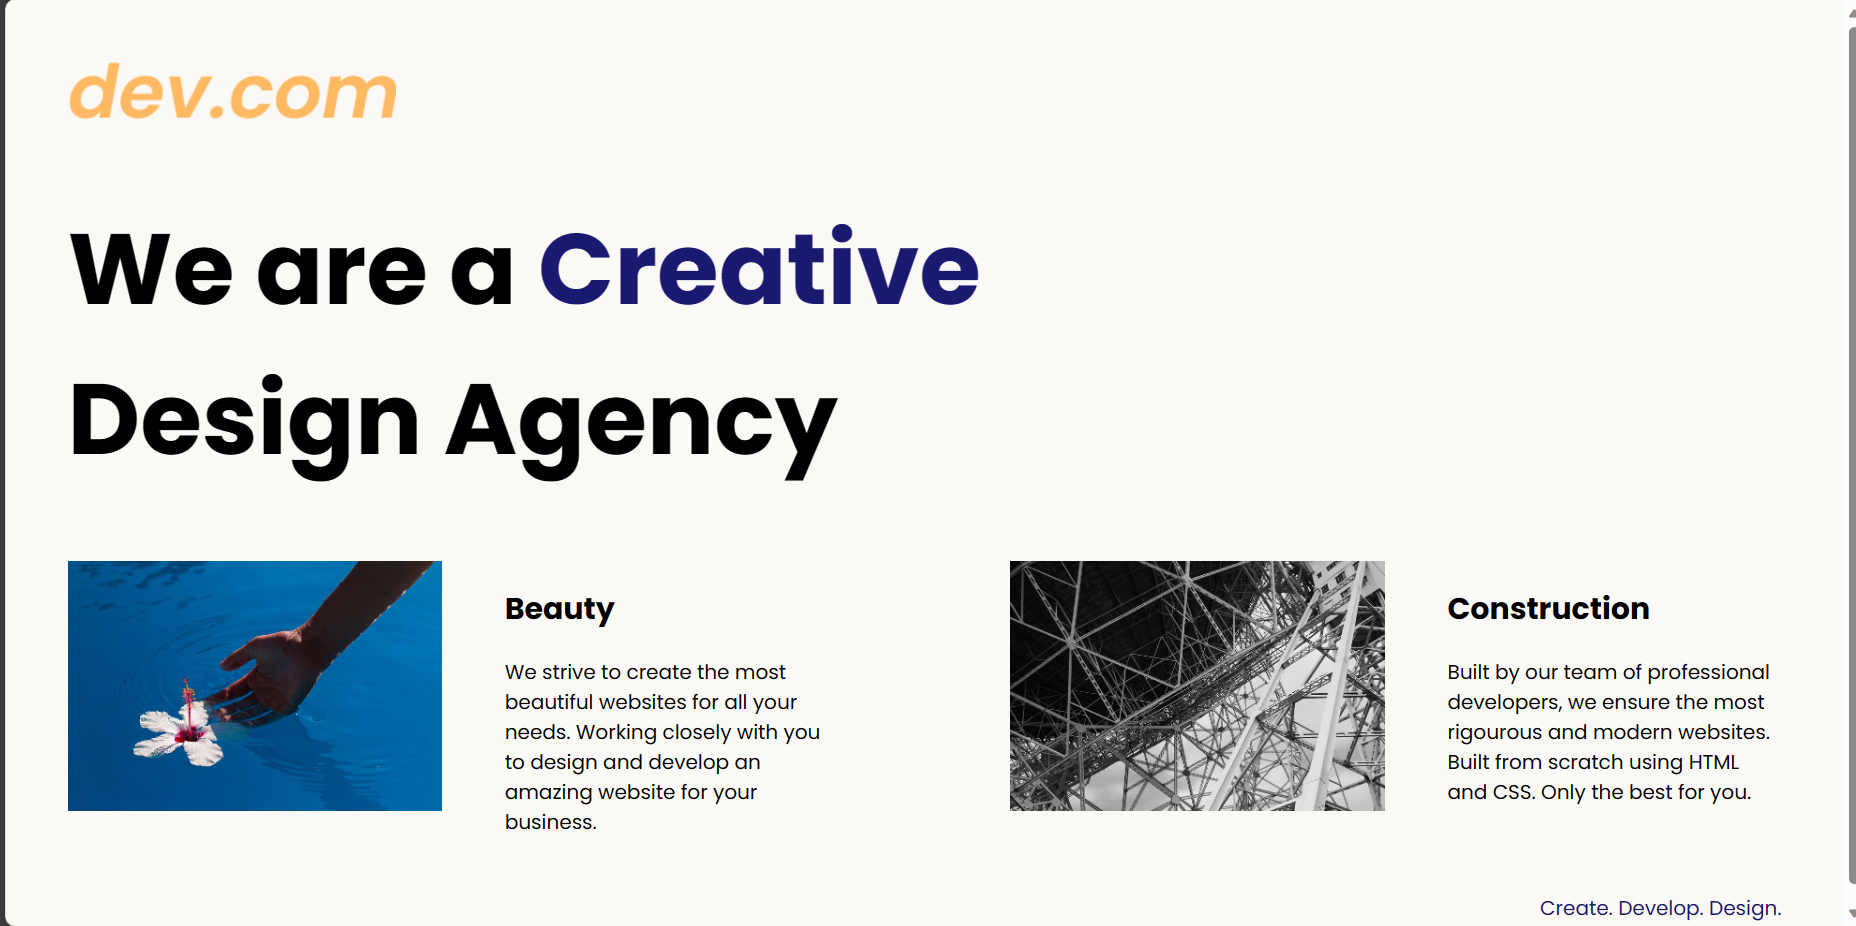 dev.com
We are a Creative
Design Agency
Beauty
We strive to create the most
beautiful websites for all your
needs. Working closely with you
to design and develop an
amazing website for your
business.
Construction
Built by our team of professional
developers, we ensure the most
rigourous and modern websites.
Built from scratch using HTML
and CSS. Only the best for you.
Create. Develop. Design.